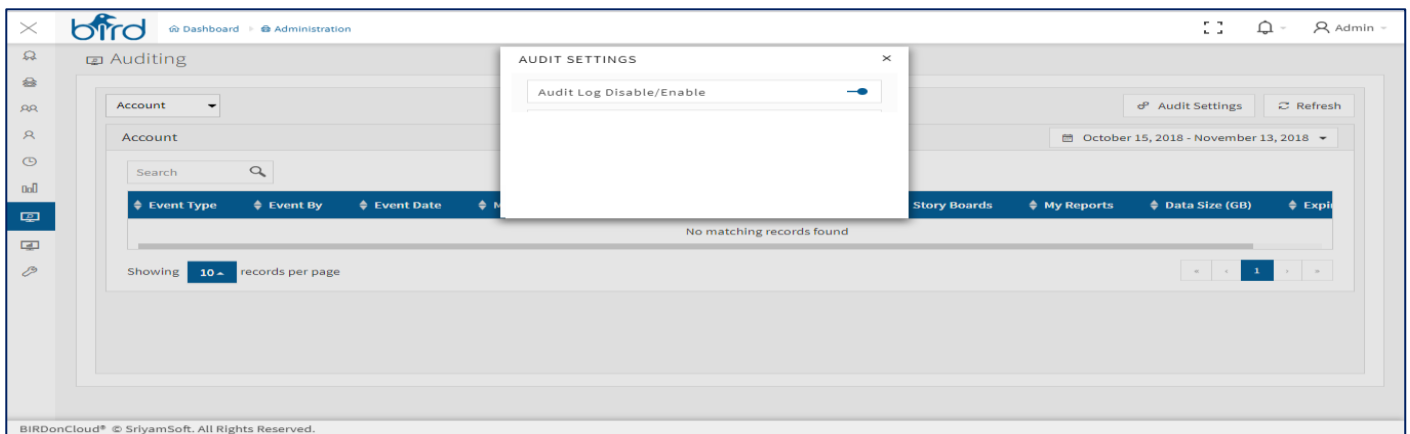 bird Dashboard Administration Admin
Auditing
AUDIT SETTINGS ×
Audit Log Disable/Enable
Account Audit Settings Refresh
Account October 15, 2018 - November 13, 2018
Search
Event Type Event By Event Date Story Boards My Reports Data Size (GB)
No matching records found
Showing 10 records per page « ‹ 1 › »
BIRDonCloud® © SriyamSoft. All Rights Reserved.